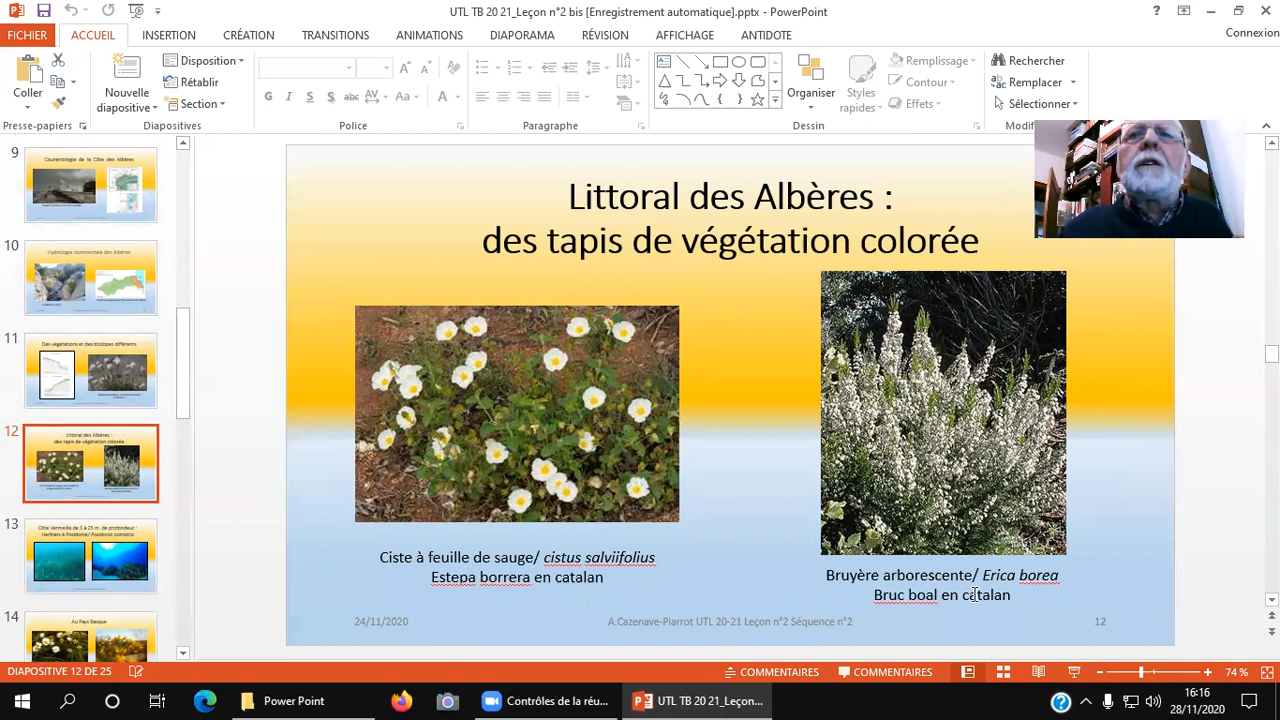 UTL TB 20 21_Leçon n°2 bis [Enregistrement automatique].pptx - PowerPoint
Connexion
FICHIER ACCUEIL INSERTION CRÉATION TRANSITIONS ANIMATIONS DIAPORAMA RÉVISION AFFICHAGE ANTIDOTE
Coller
Nouvelle
diapositive
Disposition
Rétablir
Section
G I S S abc AV Aa A
Organiser
Styles
rapides
Remplissage
Contour
Effets
Rechercher
Remplacer
Sélectionner
Presse-papiers Diapositives Police Paragraphe Dessin Modif
9
Courantologie de la Côte des Albères
10
Hydrologie continentale des Albères
11
Des végétations et des biotopes différents
12
Littoral des Albères :
des tapis de végétation colorée
13
Côte Vermeille de 3 à 25 m. de profondeur :
Herbiers à Posidonie/ Posidonia oceanica
14
Au Pays Basque
Littoral des Albères :
des tapis de végétation colorée
Ciste à feuille de sauge/ cistus salviifolius
Estepa borrera en catalan
Bruyère arborescente/ Erica borea
Bruc boal en catalan
24/11/2020 A.Cazenave-Piarrot UTL 20-21 Leçon n°2 Séquence n°2 12
DIAPOSITIVE 12 DE 25 COMMENTAIRES COMMENTAIRES 74 %
Power Point Contrôles de la réu... UTL TB 20 21_Leçon...
16:16
28/11/2020